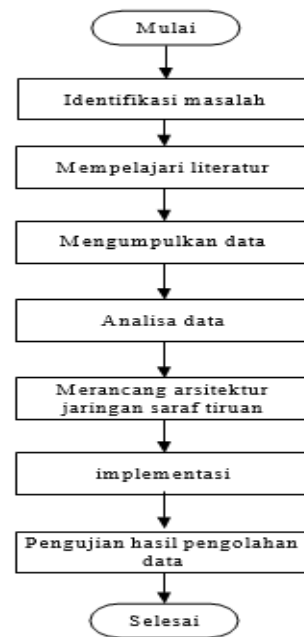 Mulai
Identifikasi masalah
Mempelajari literatur
Mengumpulkan data
Analisa data
Merancang arsitektur
jaringan saraf tiruan
implementasi
Pengujian hasil pengolahan
data
Selesai